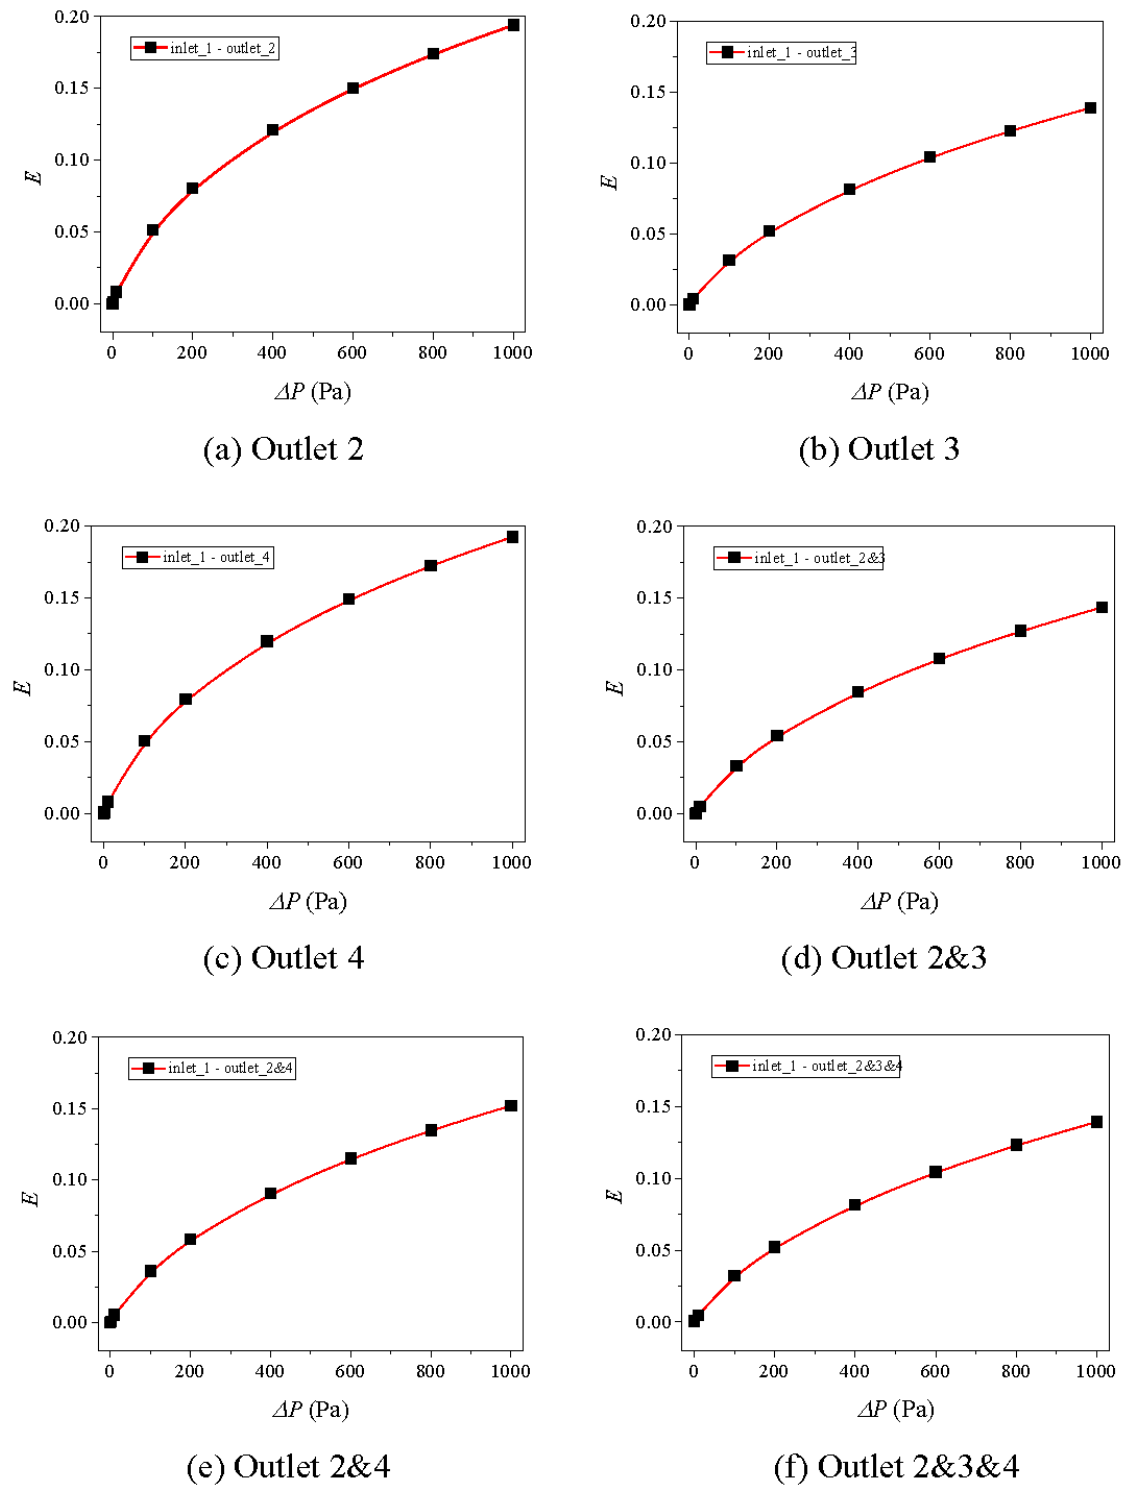 0.20
0.15
0.10
0.05
0.00
E
inlet_1 - outlet_2
0 200 400 600 800 1000
ΔP (Pa)
(a) Outlet 2
0.20
0.15
0.10
0.05
0.00
E
inlet_1 - outlet_3
0 200 400 600 800 1000
ΔP (Pa)
(b) Outlet 3
0.20
0.15
0.10
0.05
0.00
E
inlet_1 - outlet_4
0 200 400 600 800 1000
ΔP (Pa)
(c) Outlet 4
0.20
0.15
0.10
0.05
0.00
E
inlet_1 - outlet_2&3
0 200 400 600 800 1000
ΔP (Pa)
(d) Outlet 2&3
0.20
0.15
0.10
0.05
0.00
E
inlet_1 - outlet_2&4
0 200 400 600 800 1000
ΔP (Pa)
(e) Outlet 2&4
0.20
0.15
0.10
0.05
0.00
E
inlet_1 - outlet_2&3&4
0 200 400 600 800 1000
ΔP (Pa)
(f) Outlet 2&3&4